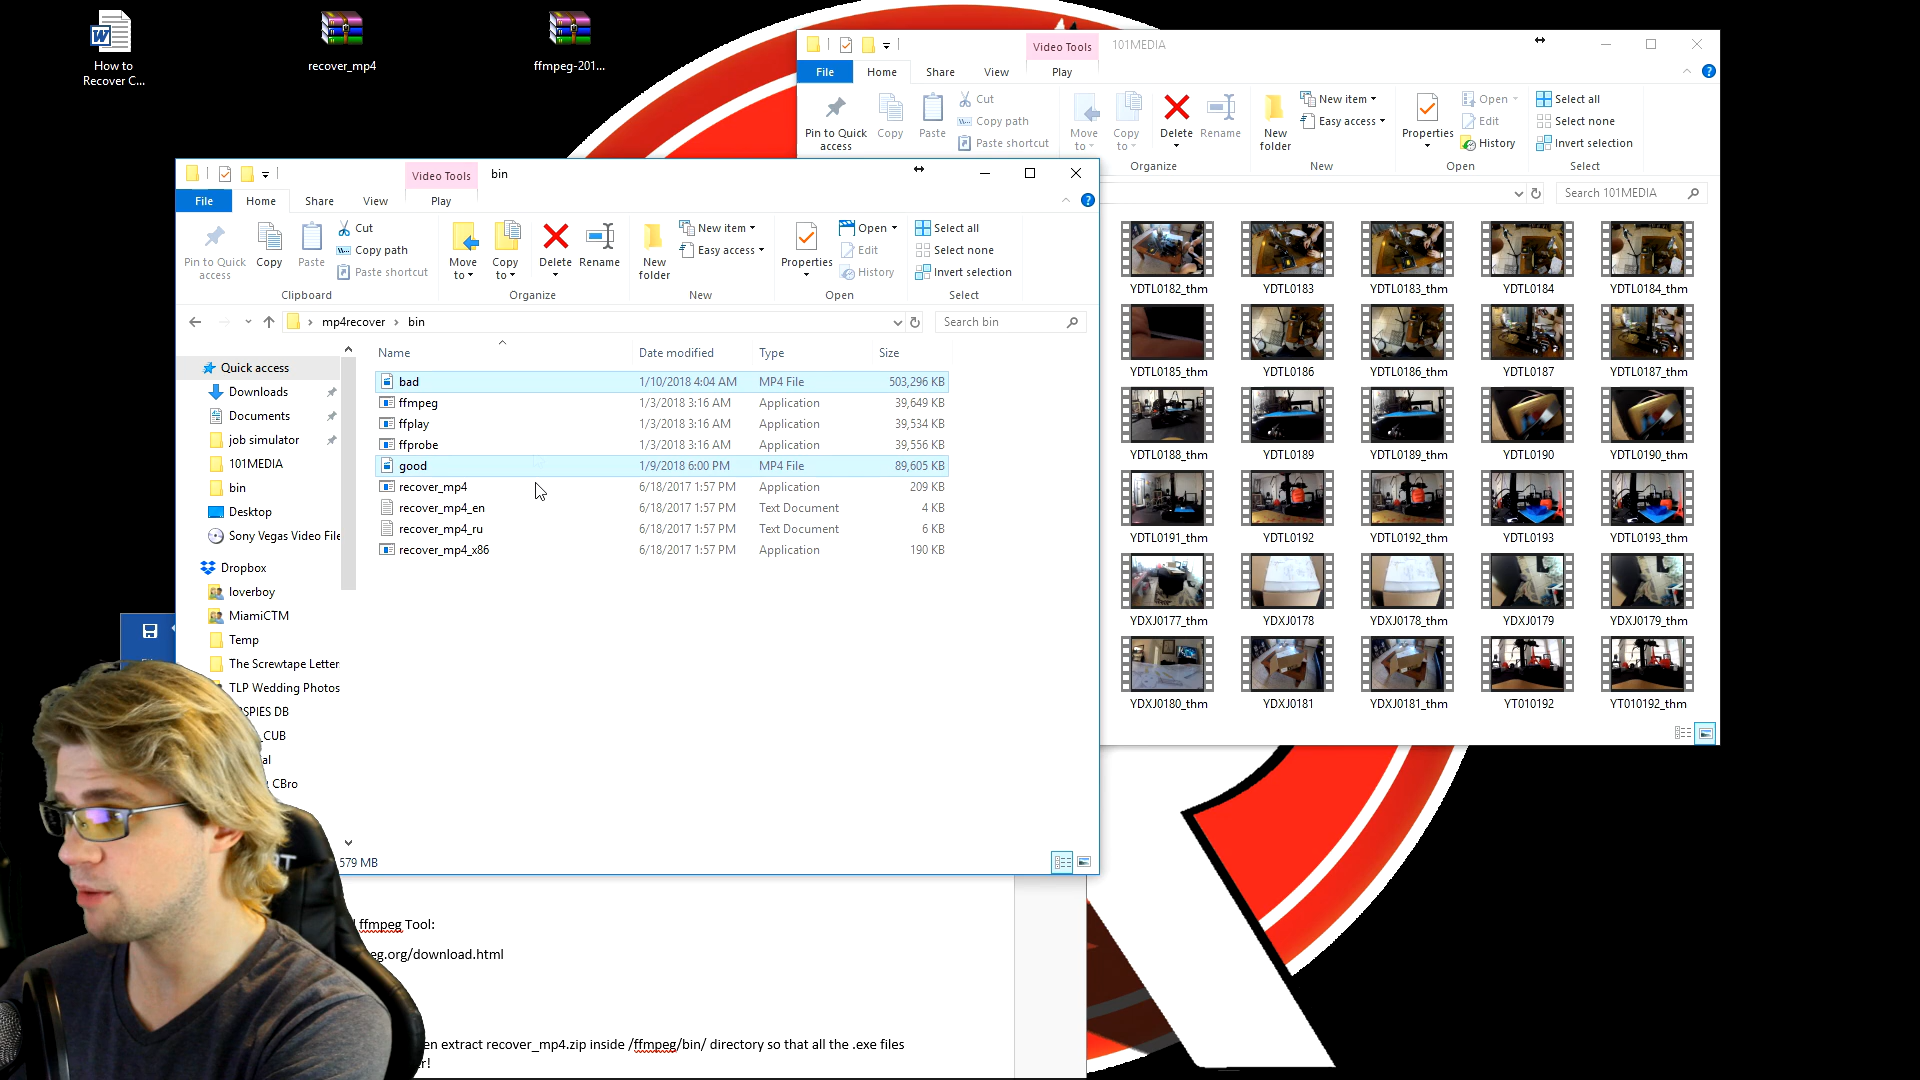 How to
Recover C...
recover_mp4
ffmpeg-201...
Video Tools
101MEDIA
File
Home
Share
View
Play
Pin to Quick
access
Copy
Paste
Cut
Copy path
Paste shortcut
Move
to
Copy
to
Delete
Rename
Organize
New
folder
New item
Easy access
New
Properties
Open
Edit
History
Open
Select all
Select none
Invert selection
Select
Search 101MEDIA
YDTL0182_thm
YDTL0183
YDTL0183_thm
YDTL0184
YDTL0184_thm
YDTL0185_thm
YDTL0186
YDTL0186_thm
YDTL0187
YDTL0187_thm
YDTL0188_thm
YDTL0189
YDTL0189_thm
YDTL0190
YDTL0190_thm
YDTL0191_thm
YDTL0192
YDTL0192_thm
YDTL0193
YDTL0193_thm
YDXJ0177_thm
YDXJ0178
YDXJ0178_thm
YDXJ0179
YDXJ0179_thm
YDXJ0180_thm
YDXJ0181
YDXJ0181_thm
YT010192
YT010192_thm
Video Tools
bin
File
Home
Share
View
Play
Pin to Quick
access
Copy
Paste
Cut
Copy path
Paste shortcut
Clipboard
Move
to
Copy
to
Delete
Rename
Organize
New
folder
New item
Easy access
New
Properties
Open
Edit
History
Open
Select all
Select none
Invert selection
Select
mp4recover > bin
Search bin
Quick access
Downloads
Documents
job simulator
101MEDIA
bin
Desktop
Sony Vegas Video File
Dropbox
loverboy
MiamiCTM
Temp
The Screwtape Letter
TLP Wedding Photos
SPIES DB
_CUB
al
CBro
Name Date modified Type Size
bad 1/10/2018 4:04 AM MP4 File 503,296 KB
ffmpeg 1/3/2018 3:16 AM Application 39,649 KB
ffplay 1/3/2018 3:16 AM Application 39,534 KB
ffprobe 1/3/2018 3:16 AM Application 39,556 KB
good 1/9/2018 6:00 PM MP4 File 89,605 KB
recover_mp4 6/18/2017 1:57 PM Application 209 KB
recover_mp4_en 6/18/2017 1:57 PM Text Document 4 KB
recover_mp4_ru 6/18/2017 1:57 PM Text Document 6 KB
recover_mp4_x86 6/18/2017 1:57 PM Application 190 KB
579 MB
ffmpeg Tool:
eg.org/download.html
en extract recover_mp4.zip inside /ffmpeg/bin/ directory so that all the .exe files
r!